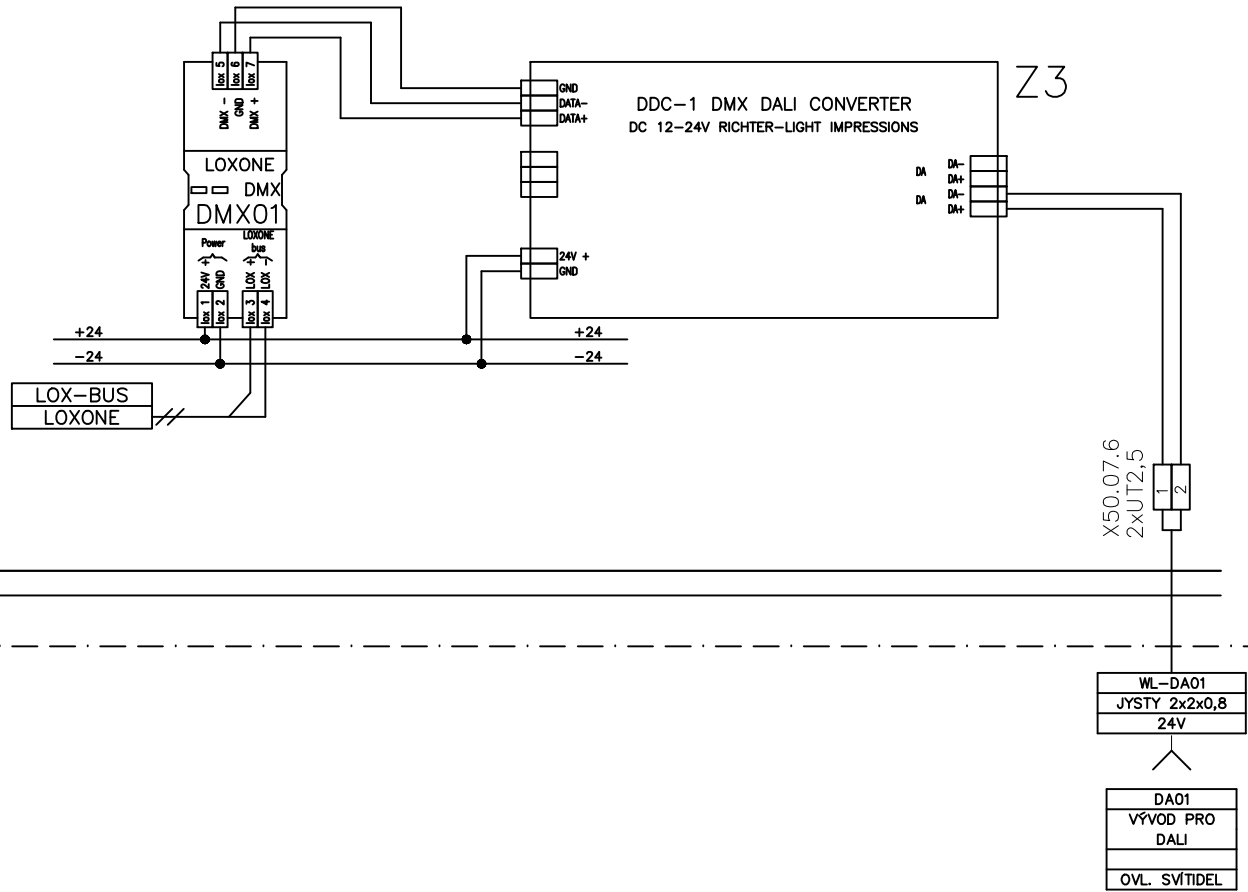 lox 5
lox 6
lox 7
DMX -
GND
DMX +
LOXONE
DMX
DMX01
Power
LOXONE
bus
24V +
GND
LOX +
LOX -
lox 1
lox 2
lox 3
lox 4
GND
DATA-
DATA+
DDC-1 DMX DALI CONVERTER
DC 12-24V RICHTER-LIGHT IMPRESSIONS
Z3
DA
DA-
DA+
DA
DA-
DA+
24V +
GND
+24
+24
-24
-24
LOX-BUS
LOXONE
X50.07.6
2xUT2,5
1
2
WL-DA01
JYSTY 2x2x0,8
24V
DA01
VÝVOD PRO
DALI
OVL. SVÍTIDEL